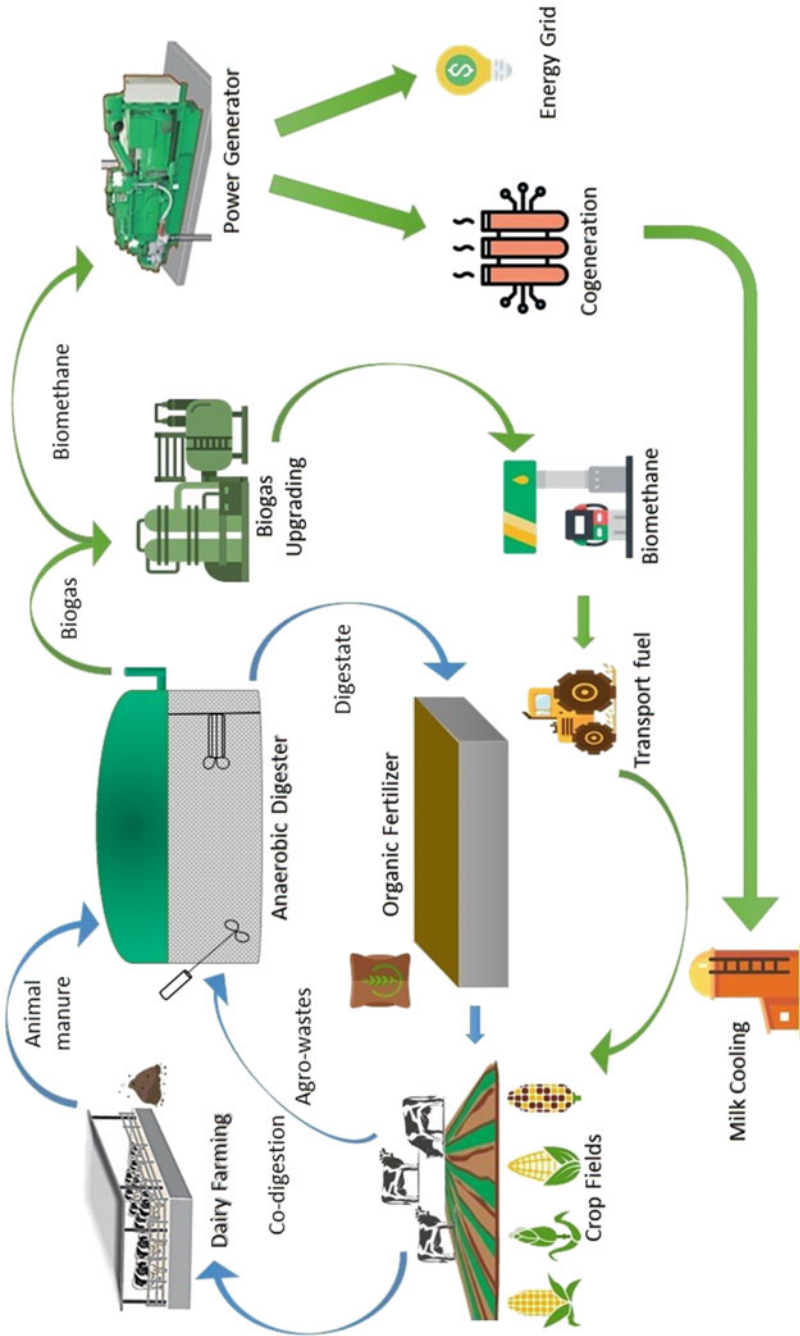 Animal
manure
Biogas
Biomethane
Dairy Farming
Anaerobic Digester
Biogas
Upgrading
Power Generator
Co-digestion
Agro-wastes
Digestate
Organic Fertilizer
Crop Fields
Transport fuel
Biomethane
Cogeneration
Energy Grid
$
Milk Cooling